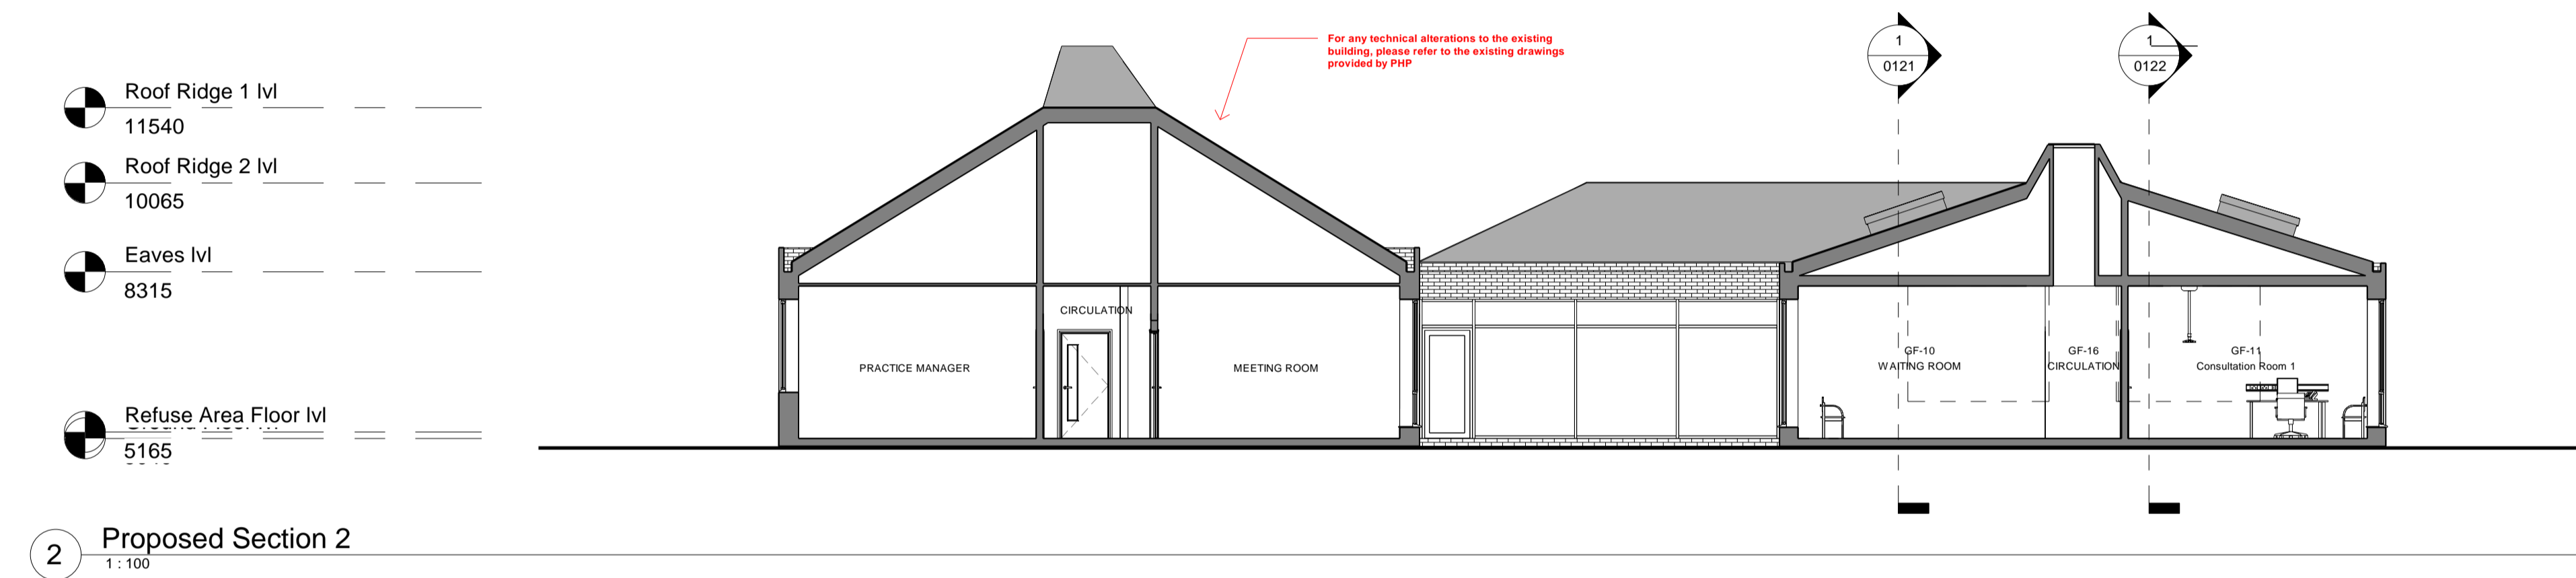 Roof Ridge 1 lvl
11540
Roof Ridge 2 lvl
10065
Eaves lvl
8315
Refuse Area Floor lvl
5165
For any technical alterations to the existing
building, please refer to the existing drawings
provided by PHP
1
0121
1
0122
CIRCULATION
PRACTICE MANAGER
MEETING ROOM
GF-10
WAITING ROOM
GF-16
CIRCULATION
GF-11
Consultation Room 1
2
Proposed Section 2
1 : 100